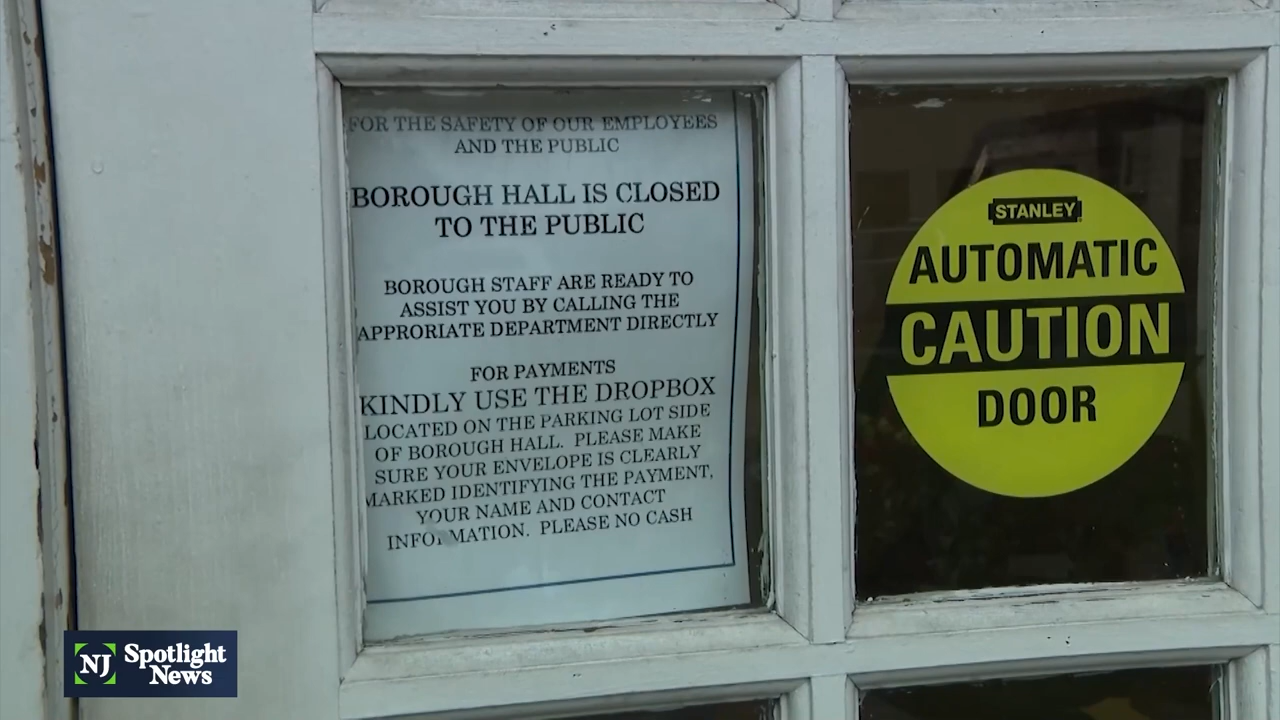 FOR THE SAFETY OF OUR EMPLOYEES
AND THE PUBLIC
BOROUGH HALL IS CLOSED
TO THE PUBLIC
BOROUGH STAFF ARE READY TO
ASSIST YOU BY CALLING THE
APPRORIATE DEPARTMENT DIRECTLY
FOR PAYMENTS
KINDLY USE THE DROPBOX
LOCATED ON THE PARKING LOT SIDE
OF BOROUGH HALL. PLEASE MAKE
SURE YOUR ENVELOPE IS CLEARLY
MARKED IDENTIFYING THE PAYMENT,
YOUR NAME AND CONTACT
INFORMATION. PLEASE NO CASH
STANLEY
AUTOMATIC
CAUTION
DOOR
NJ Spotlight
News